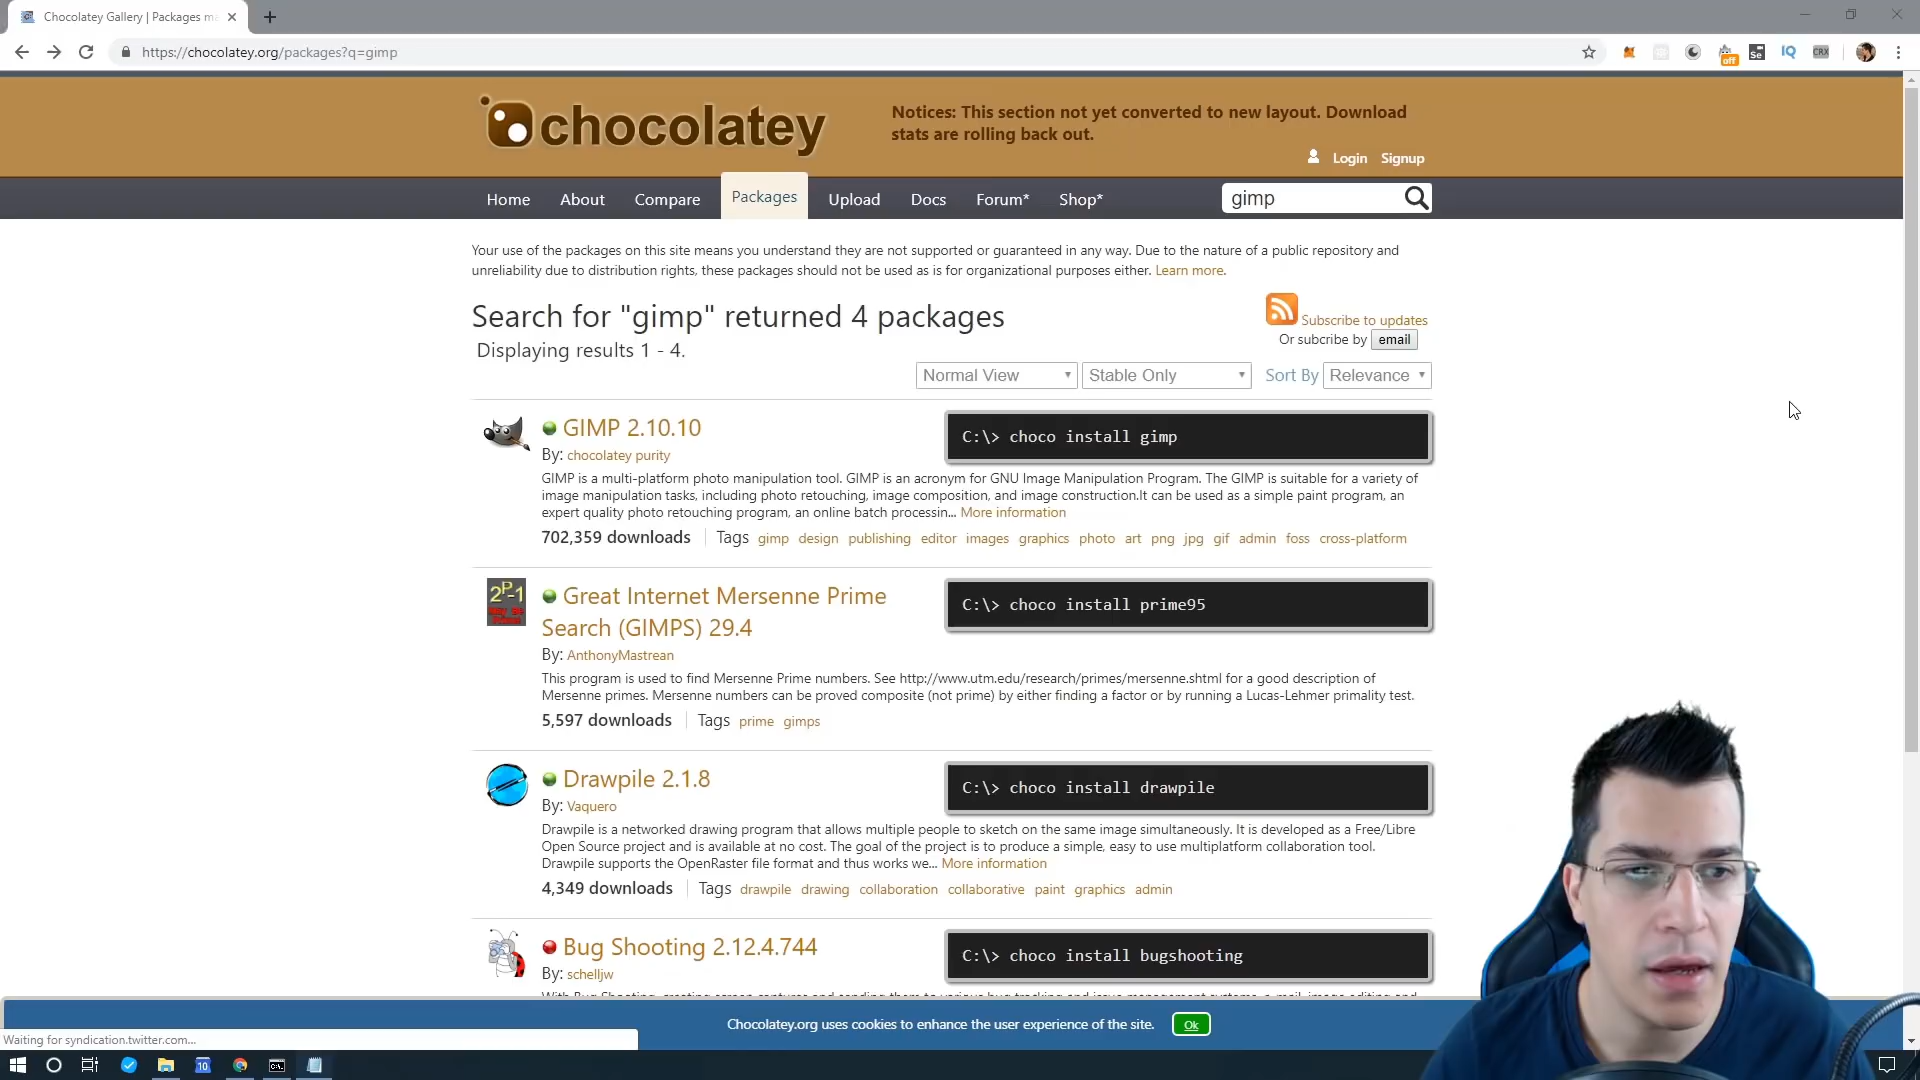 Chocolatey Gallery | Packages ma
https://chocolatey.org/packages?q=gimp
off
Se
IQ
CRX
chocolatey
Notices: This section not yet converted to new layout. Download
stats are rolling back out.
Login Signup
Home About Compare Packages Upload Docs Forum* Shop*
gimp
Your use of the packages on this site means you understand they are not supported or guaranteed in any way. Due to the nature of a public repository and
unreliability due to distribution rights, these packages should not be used as is for organizational purposes either. Learn more.
Search for "gimp" returned 4 packages
Displaying results 1 - 4.
Subscribe to updates
Or subcribe by email
Normal View Stable Only Sort By Relevance
GIMP 2.10.10
C:\> choco install gimp
By: chocolatey purity
GIMP is a multi-platform photo manipulation tool. GIMP is an acronym for GNU Image Manipulation Program. The GIMP is suitable for a variety of
image manipulation tasks, including photo retouching, image composition, and image construction.It can be used as a simple paint program, an
expert quality photo retouching program, an online batch processin... More information
702,359 downloads Tags gimp design publishing editor images graphics photo art png jpg gif admin foss cross-platform
2P-1
Great Internet Mersenne Prime
Search (GIMPS) 29.4
C:\> choco install prime95
By: AnthonyMastrean
This program is used to find Mersenne Prime numbers. See http://www.utm.edu/research/primes/mersenne.shtml for a good description of
Mersenne primes. Mersenne numbers can be proved composite (not prime) by either finding a factor or by running a Lucas-Lehmer primality test.
5,597 downloads Tags prime gimps
Drawpile 2.1.8
C:\> choco install drawpile
By: Vaquero
Drawpile is a networked drawing program that allows multiple people to sketch on the same image simultaneously. It is developed as a Free/Libre
Open Source project and is available at no cost. The goal of the project is to produce a simple, easy to use multiplatform collaboration tool.
Drawpile supports the OpenRaster file format and thus works we... More information
4,349 downloads Tags drawpile drawing collaboration collaborative paint graphics admin
Bug Shooting 2.12.4.744
C:\> choco install bugshooting
By: schelljw
Chocolatey.org uses cookies to enhance the user experience of the site. Ok
Waiting for syndication.twitter.com...
10